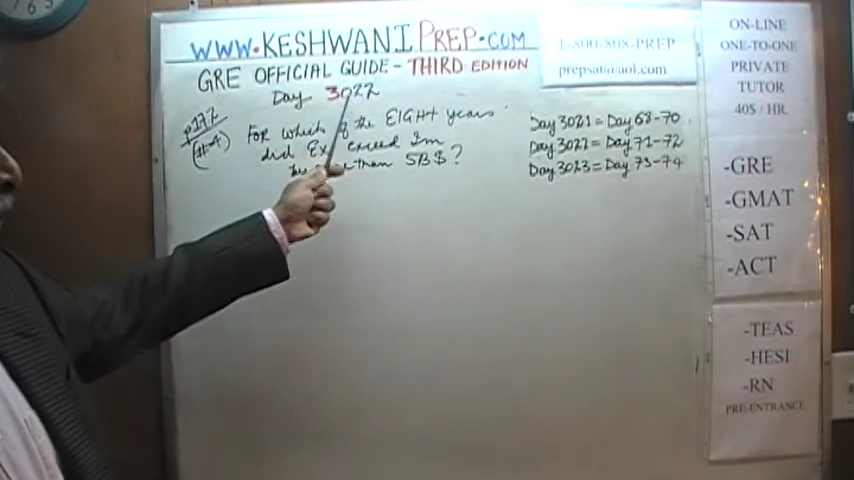 WWW.KESHWANIPREP.COM
GRE OFFICIAL GUIDE - THIRD EDITION
Day 3022
p172
(#4)
For which of the EIGHT years
did Ex exceed Im
by than 5B$?
1-800-808-PREP
prepsat@aol.com
Day 3021 = Day 68-70
Day 3022 = Day 71-72
Day 3023 = Day 73-74
ON-LINE
ONE-TO-ONE
PRIVATE
TUTOR
40$ / HR
-GRE
-GMAT
-SAT
-ACT
-TEAS
-HESI
-RN
PRE-ENTRANCE